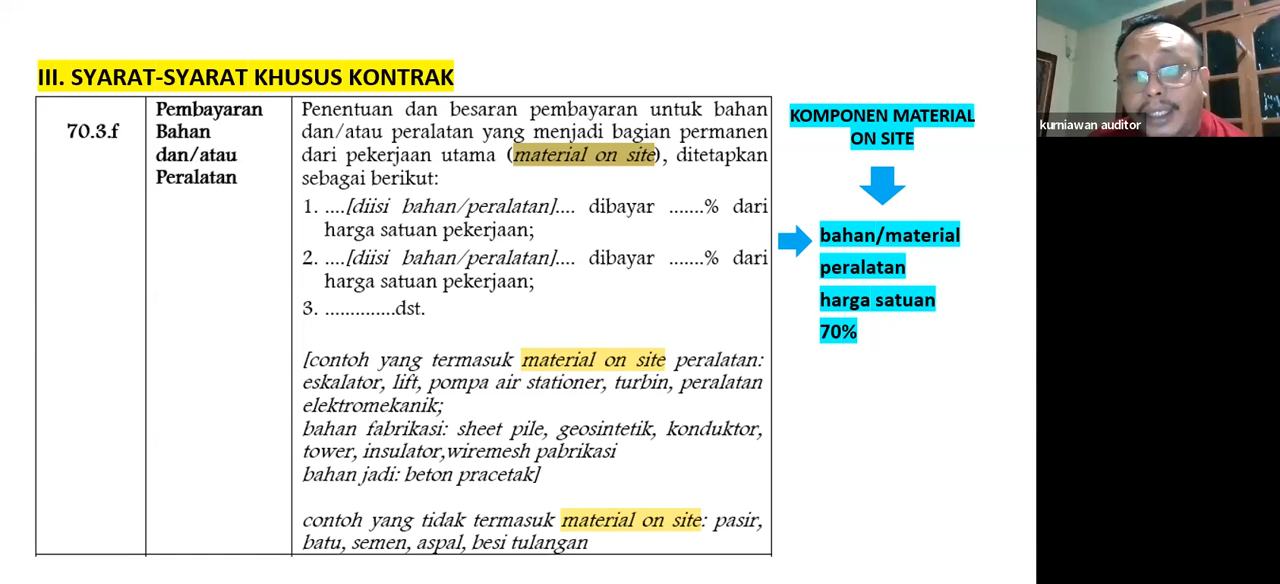 III. SYARAT-SYARAT KHUSUS KONTRAK
70.3.f
Pembayaran
Bahan
dan/atau
Peralatan
Penentuan dan besaran pembayaran untuk bahan
dan/atau peralatan yang menjadi bagian permanen
dari pekerjaan utama (material on site), ditetapkan
sebagai berikut:
1. ....[diisi bahan/peralatan].... dibayar .......% dari
harga satuan pekerjaan;
2. ....[diisi bahan/peralatan].... dibayar .......% dari
harga satuan pekerjaan;
3. ..............dst.
[contoh yang termasuk material on site peralatan:
eskalator, lift, pompa air stationer, turbin, peralatan
elektromekanik;
bahan fabrikasi: sheet pile, geosintetik, konduktor,
tower, insulator,wiremesh pabrikasi
bahan jadi: beton pracetak]
contoh yang tidak termasuk material on site: pasir,
batu, semen, aspal, besi tulangan
KOMPONEN MATERIAL
ON SITE
bahan/material
peralatan
harga satuan
70%
kurniawan auditor